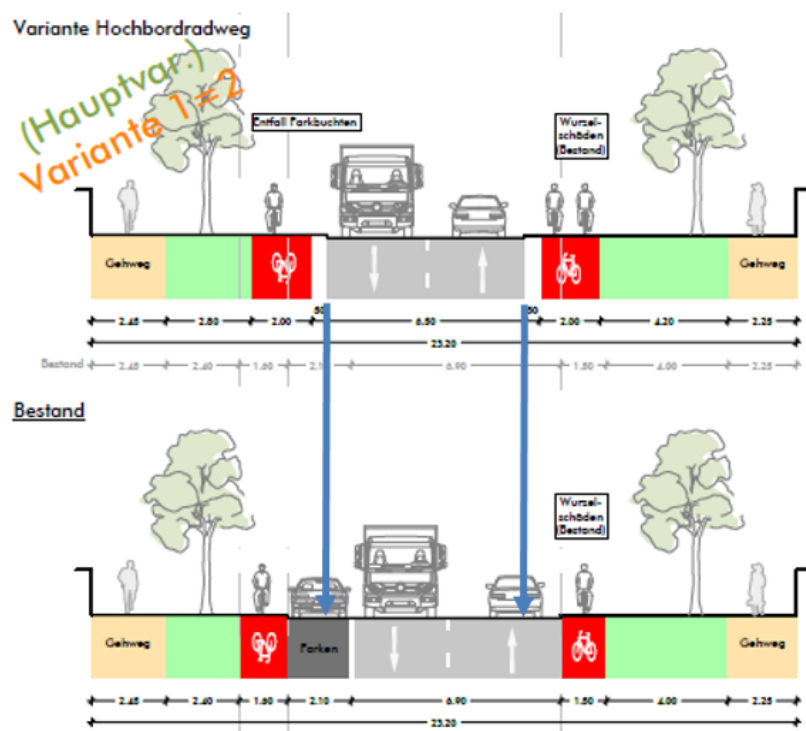 Variante Hochbordradweg
(Hauptvar.)
Variante 1=2
Entfall Parkbuchten
Wurzel-
schäden
(Bestand)
Gehweg
Gehweg
50
50
2.45 2.80 2.00 6.50 2.00 4.20 2.25
23.20
Bestand 2.45 2.40 1.60 2.10 6.90 1.50 4.00 2.25
Bestand
Wurzel-
schäden
(Bestand)
Gehweg Parken Gehweg
2.45 2.40 1.60 2.10 6.90 1.50 4.00 2.25
23.20